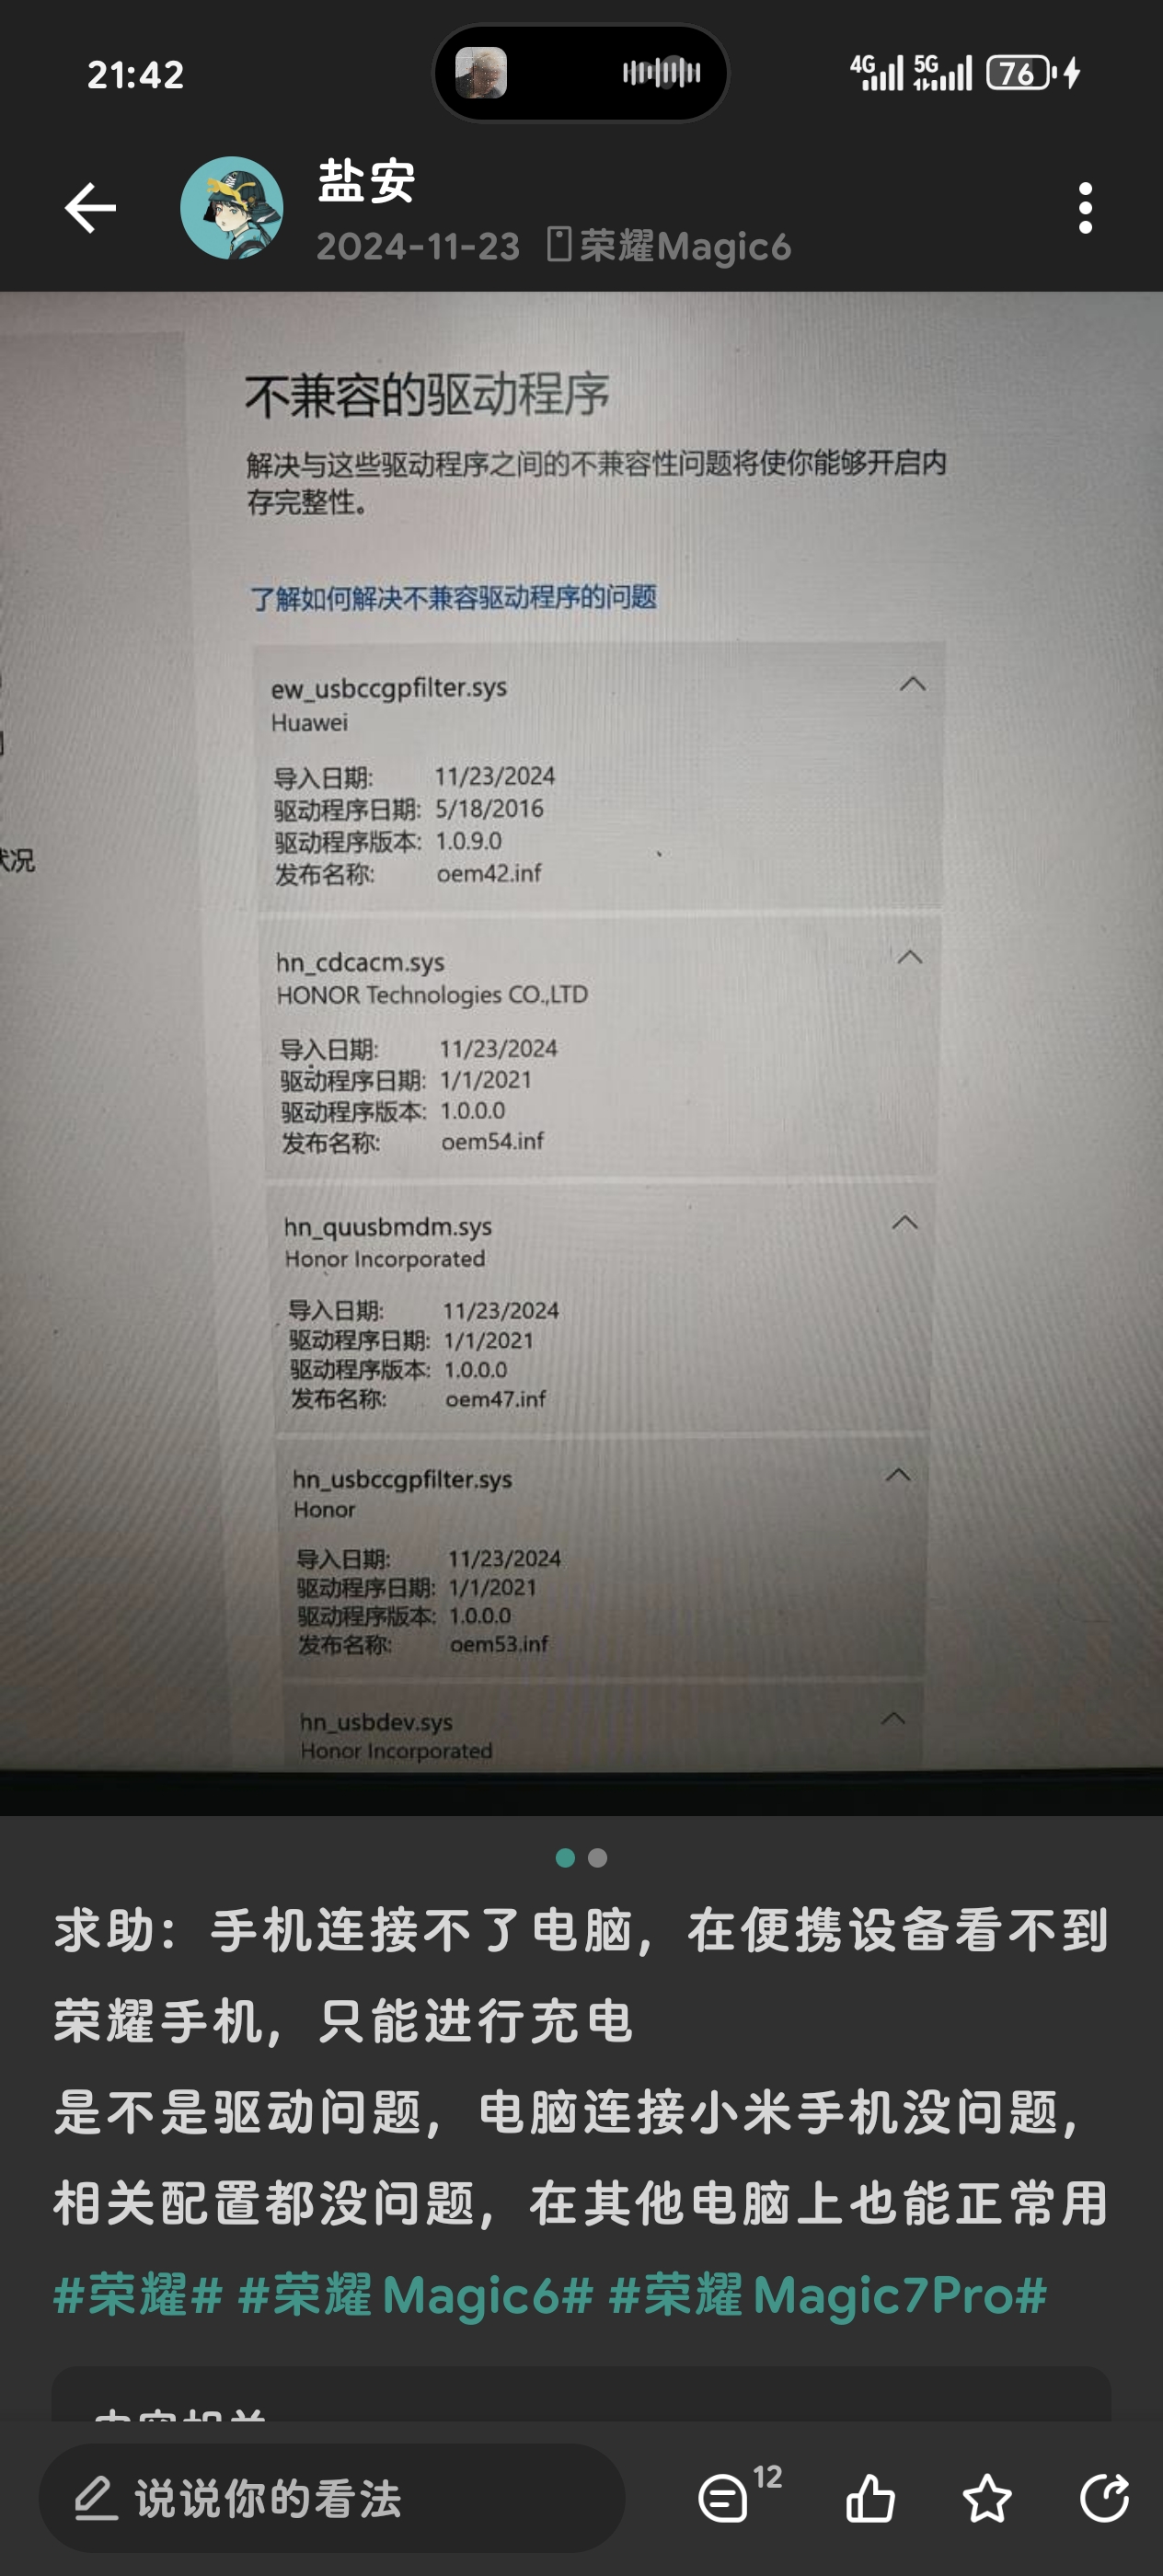 21:42
4G 5G 76
盐安
2024-11-23 荣耀Magic6
不兼容的驱动程序
解决与这些驱动程序之间的不兼容性问题将使你能够开启内
存完整性。
了解如何解决不兼容驱动程序的问题
ew_usbccgpfilter.sys
Huawei
导入日期: 11/23/2024
驱动程序日期: 5/18/2016
驱动程序版本: 1.0.9.0
状况
发布名称: oem42.inf
hn_cdcacm.sys
HONOR Technologies CO.,LTD
导入日期: 11/23/2024
驱动程序日期: 1/1/2021
驱动程序版本: 1.0.0.0
发布名称: oem54.inf
hn_quusbmdm.sys
Honor Incorporated
导入日期: 11/23/2024
驱动程序日期: 1/1/2021
驱动程序版本: 1.0.0.0
发布名称: oem47.inf
hn_usbccgpfilter.sys
Honor
导入日期: 11/23/2024
驱动程序日期: 1/1/2021
驱动程序版本: 1.0.0.0
发布名称: oem53.inf
hn_usbdev.sys
Honor Incorporated
求助：手机连接不了电脑，在便携设备看不到
荣耀手机，只能进行充电
是不是驱动问题，电脑连接小米手机没问题，
相关配置都没问题，在其他电脑上也能正常用
#荣耀# #荣耀Magic6# #荣耀Magic7Pro#
说说你的看法 12